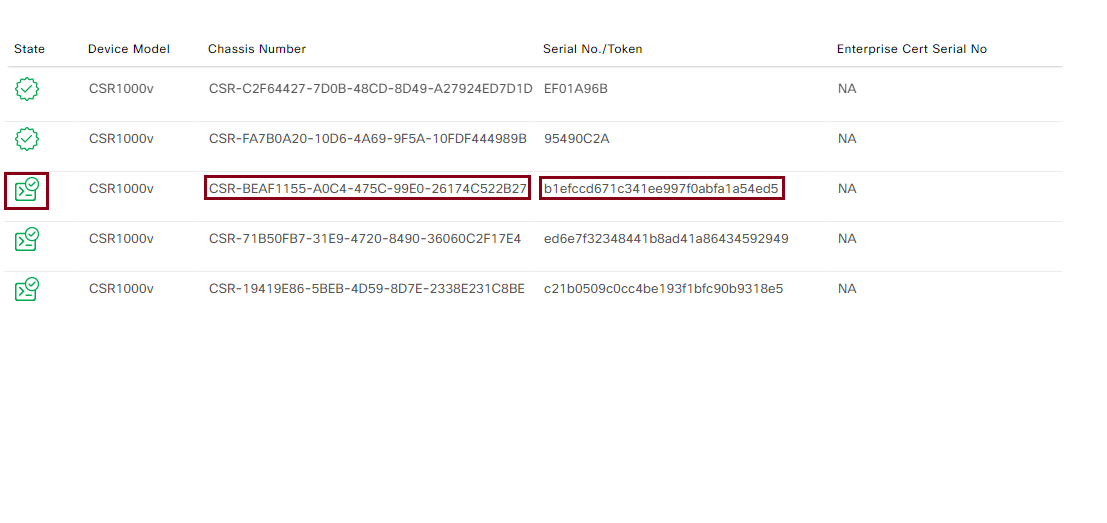 State Device Model Chassis Number Serial No./Token Enterprise Cert Serial No
CSR1000v CSR-C2F64427-7D0B-48CD-8D49-A27924ED7D1D EF01A96B NA
CSR1000v CSR-FA7B0A20-10D6-4A69-9F5A-10FDF444989B 95490C2A NA
CSR1000v CSR-BEAF1155-A0C4-475C-99E0-26174C522B27 b1efccd671c341ee997f0abfa1a54ed5 NA
CSR1000v CSR-71B50FB7-31E9-4720-8490-36060C2F17E4 ed6e7f32348441b8ad41a86434592949 NA
CSR1000v CSR-19419E86-5BEB-4D59-8D7E-2338E231C8BE c21b0509c0cc4be193f1bfc90b9318e5 NA